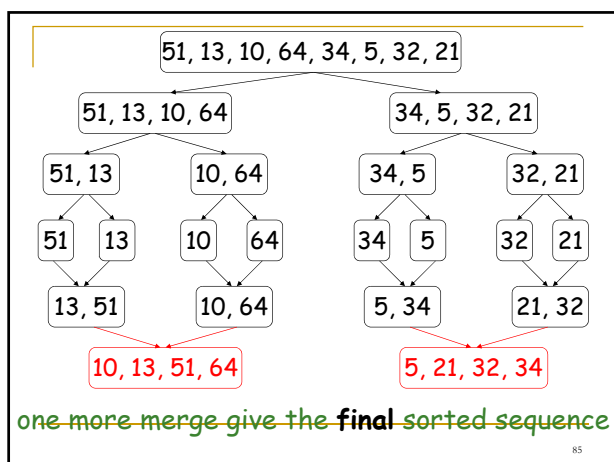 51, 13, 10, 64, 34, 5, 32, 21
51, 13, 10, 64
34, 5, 32, 21
51, 13
10, 64
34, 5
32, 21
51
13
10
64
34
5
32
21
13, 51
10, 64
5, 34
21, 32
10, 13, 51, 64
5, 21, 32, 34
one more merge give the final sorted sequence
85